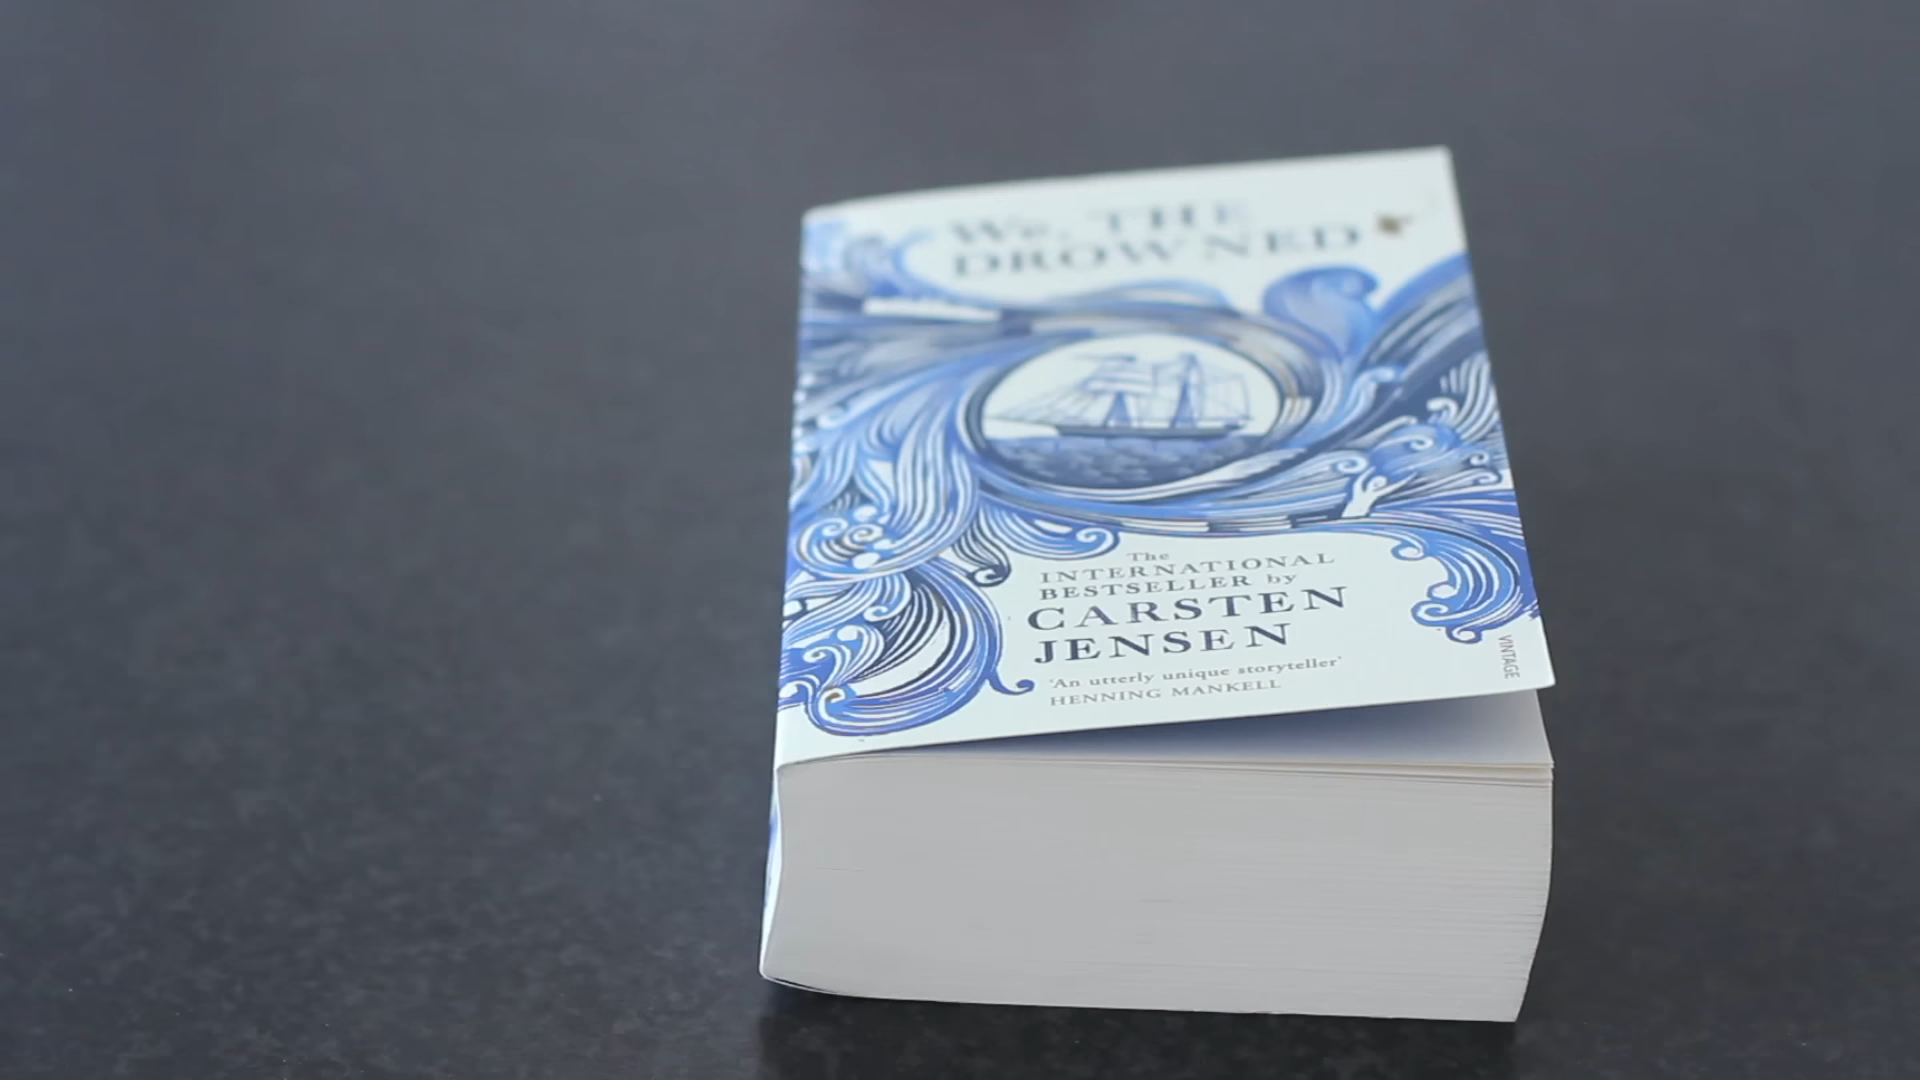 We, THE
DROWNED
The
INTERNATIONAL
BESTSELLER by
CARSTEN
JENSEN
'An utterly unique storyteller'
HENNING MANKELL
VINTAGE